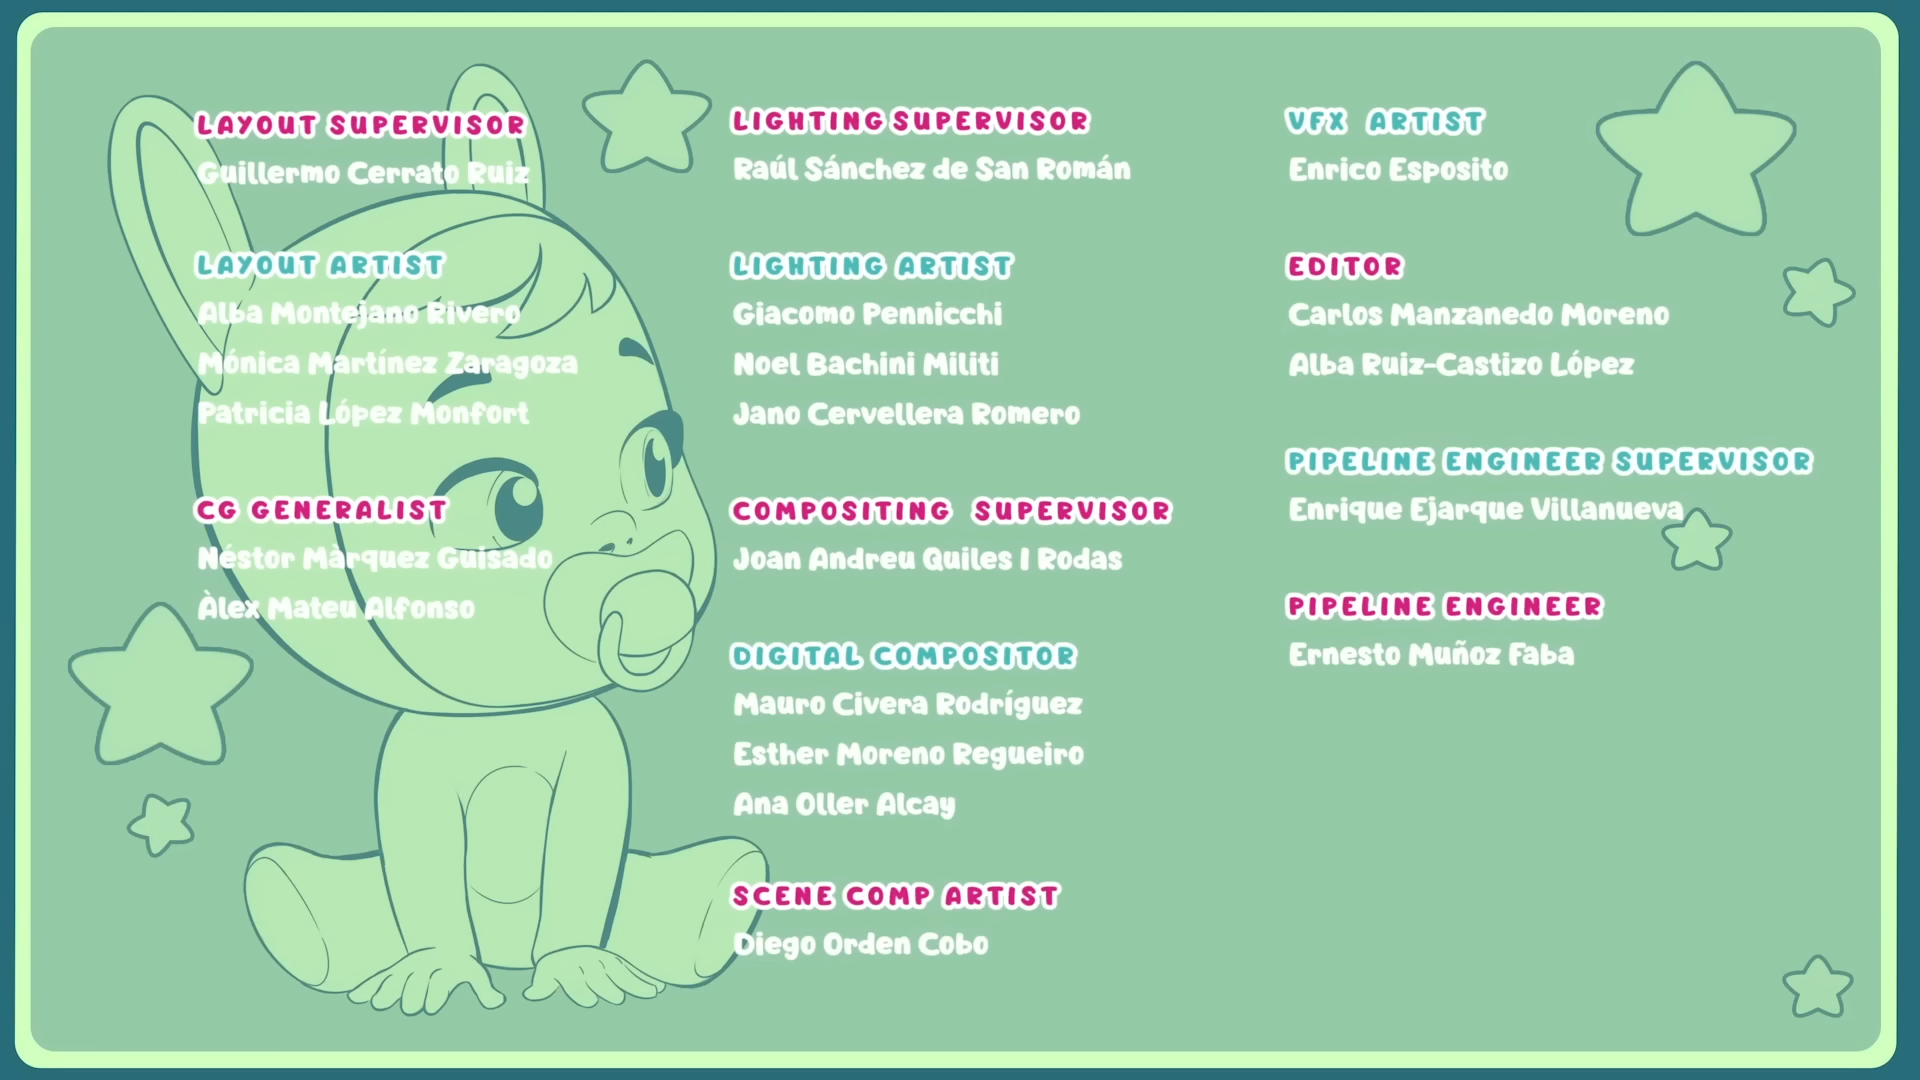 LAYOUT SUPERVISOR
Guillermo Cerrato Ruiz
LAYOUT ARTIST
Alba Montejano Rivero
Mónica Martínez Zaragoza
Patricia López Monfort
CG GENERALIST
Néstor Màrquez Guisado
Àlex Mateu Alfonso
LIGHTING SUPERVISOR
Raúl Sánchez de San Román
LIGHTING ARTIST
Giacomo Pennicchi
Noel Bachini Militi
Jano Cervellera Romero
COMPOSITING SUPERVISOR
Joan Andreu Quiles I Rodas
DIGITAL COMPOSITOR
Mauro Civera Rodríguez
Esther Moreno Regueiro
Ana Oller Alcay
SCENE COMP ARTIST
Diego Orden Cobo
VFX ARTIST
Enrico Esposito
EDITOR
Carlos Manzanedo Moreno
Alba Ruiz-Castizo López
PIPELINE ENGINEER SUPERVISOR
Enrique Ejarque Villanueva
PIPELINE ENGINEER
Ernesto Muñoz Faba